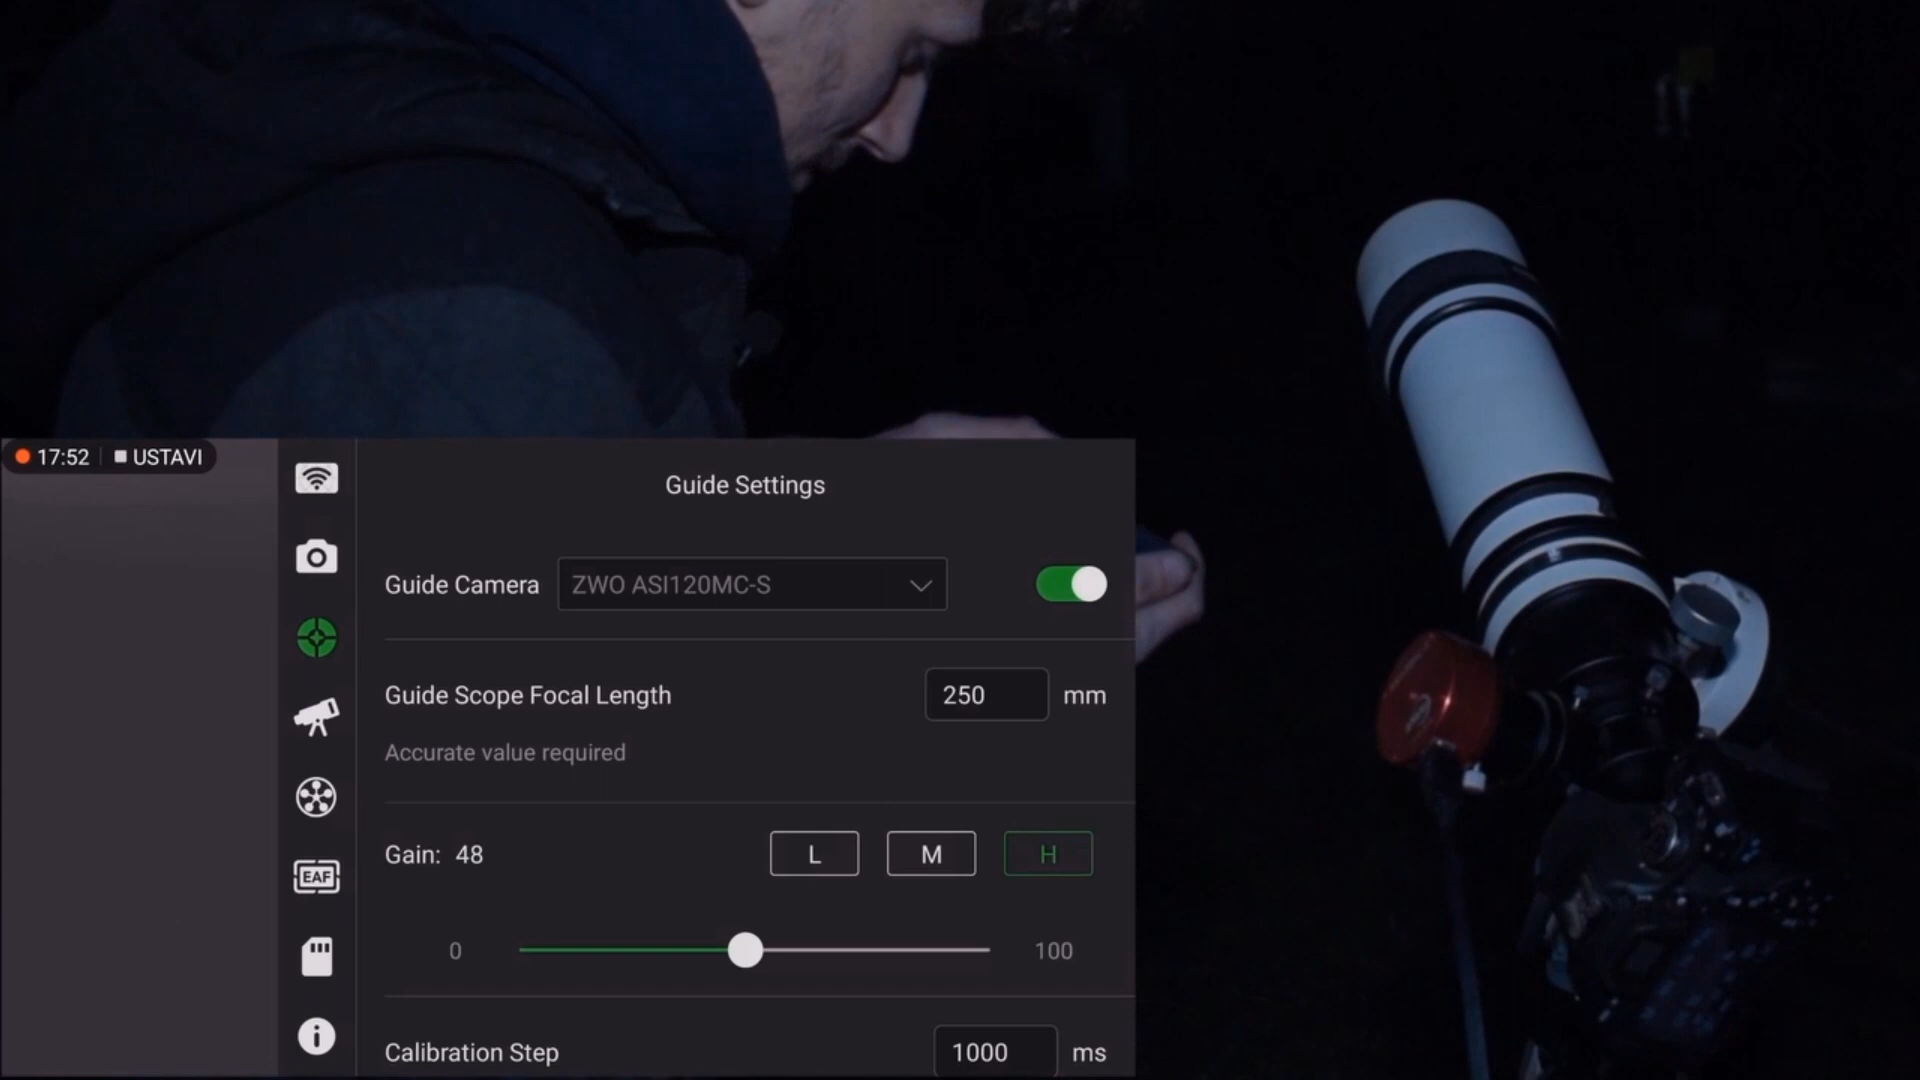 17:52 USTAVI
Guide Settings
Guide Camera ZWO ASI120MC-S
Guide Scope Focal Length 250 mm
Accurate value required
Gain: 48 L M H
EAF
0 100
Calibration Step 1000 ms